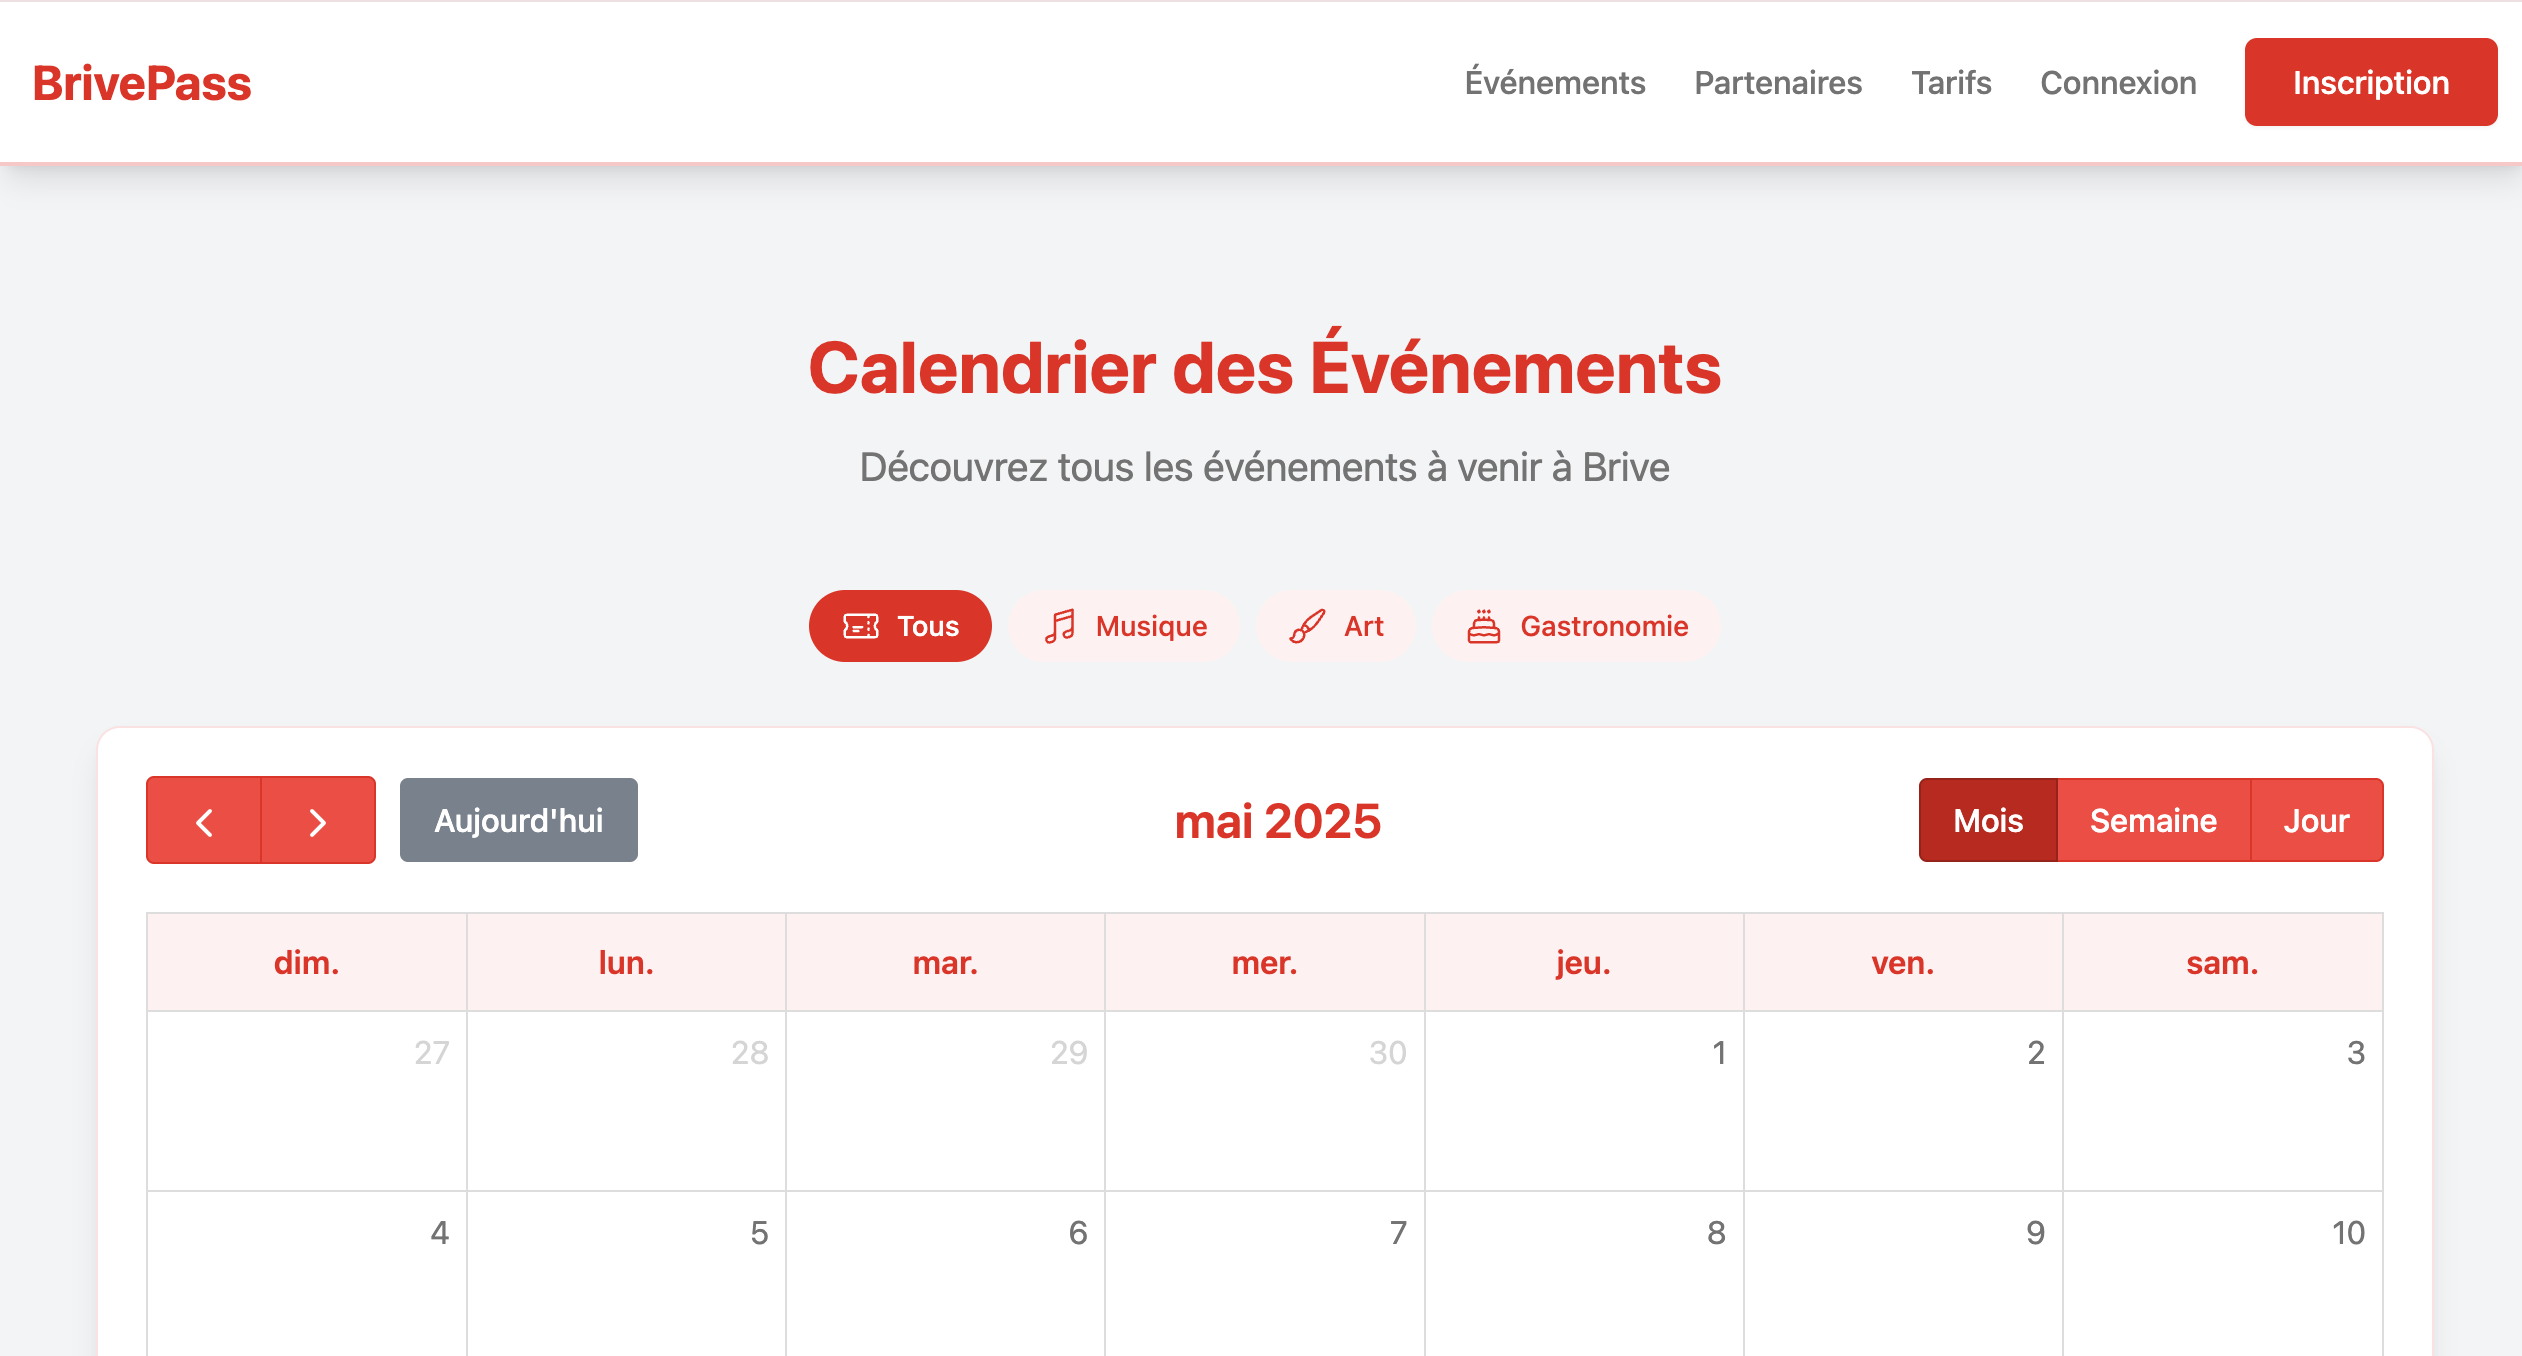 BrivePass
Événements Partenaires Tarifs Connexion Inscription
Calendrier des Événements
Découvrez tous les événements à venir à Brive
Tous Musique Art Gastronomie
Aujourd'hui mai 2025 Mois Semaine Jour
dim. lun. mar. mer. jeu. ven. sam.
27 28 29 30 1 2 3
4 5 6 7 8 9 10